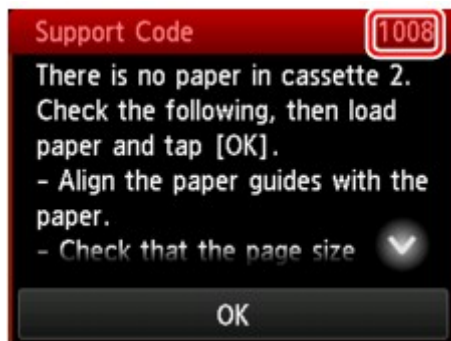 Support Code 1008
There is no paper in cassette 2.
Check the following, then load
paper and tap [OK].
– Align the paper guides with the
paper.
– Check that the page size
OK